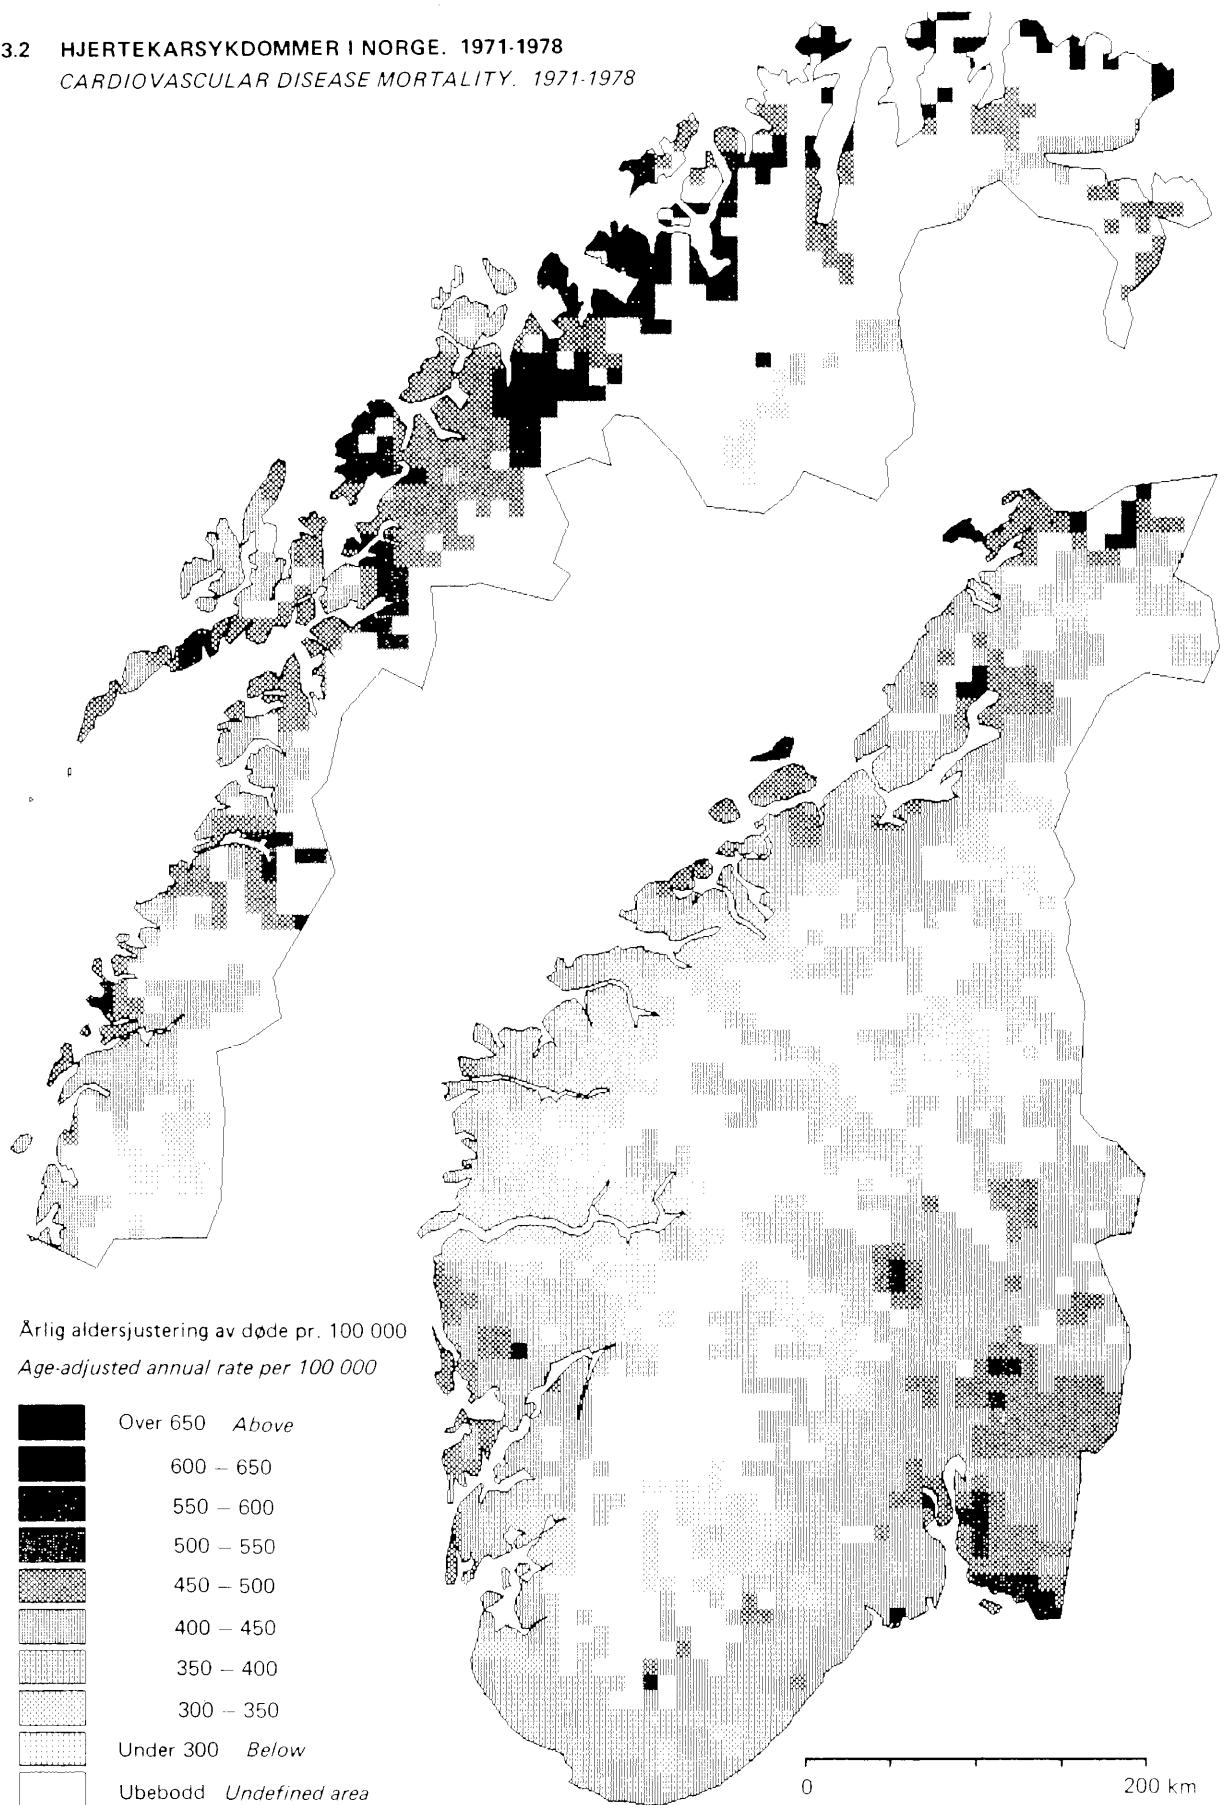 3.2 HJERTEKARSYKDOMMER I NORGE. 1971-1978
CARDIOVASCULAR DISEASE MORTALITY. 1971-1978
Årlig aldersjustering av døde pr. 100 000
Age-adjusted annual rate per 100 000
Over 650 Above
600 – 650
550 – 600
500 – 550
450 – 500
400 – 450
350 – 400
300 – 350
Under 300 Below
Ubebodd Undefined area
0 200 km